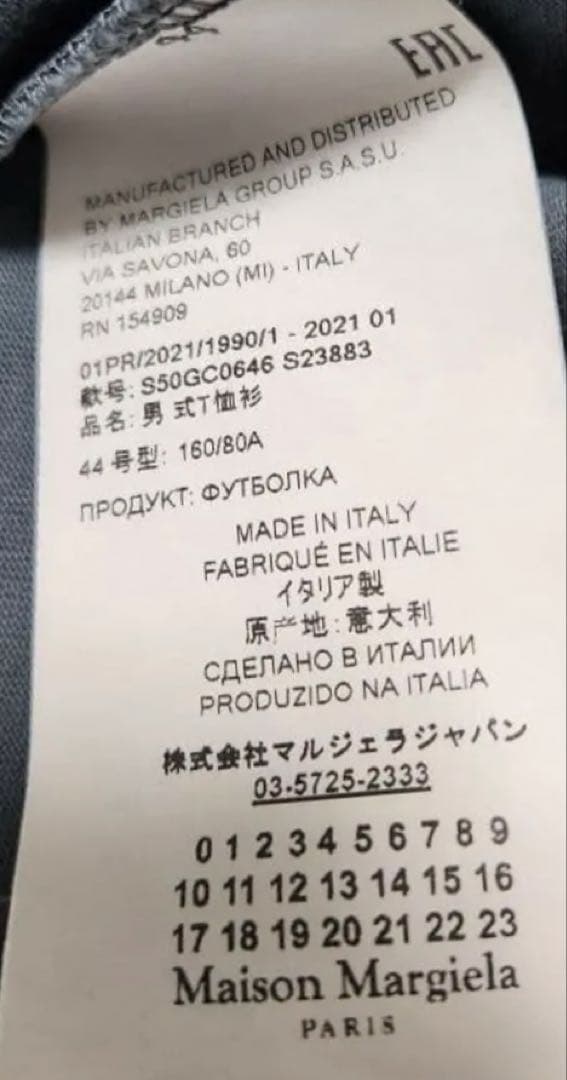 EAC
MANUFACTURED AND DISTRIBUTED
BY MARGIELA GROUP S.A.S.U.
ITALIAN BRANCH
VIA SAVONA, 60
20144 MILANO (MI) - ITALY
RN 154909
01PR/2021/1990/1 - 2021 01
款号: S50GC0646 S23883
品名: 男 式T恤衫
44 号型: 160/80A
ПРОДУКТ: ФУТБОЛКА
MADE IN ITALY
FABRIQUÉ EN ITALIE
イタリア製
原产地: 意大利
СДЕЛАНО В ИТАЛИИ
PRODUZIDO NA ITALIA
株式会社マルジェラジャパン
03-5725-2333
0 1 2 3 4 5 6 7 8 9
10 11 12 13 14 15 16
17 18 19 20 21 22 23
Maison Margiela
PARIS